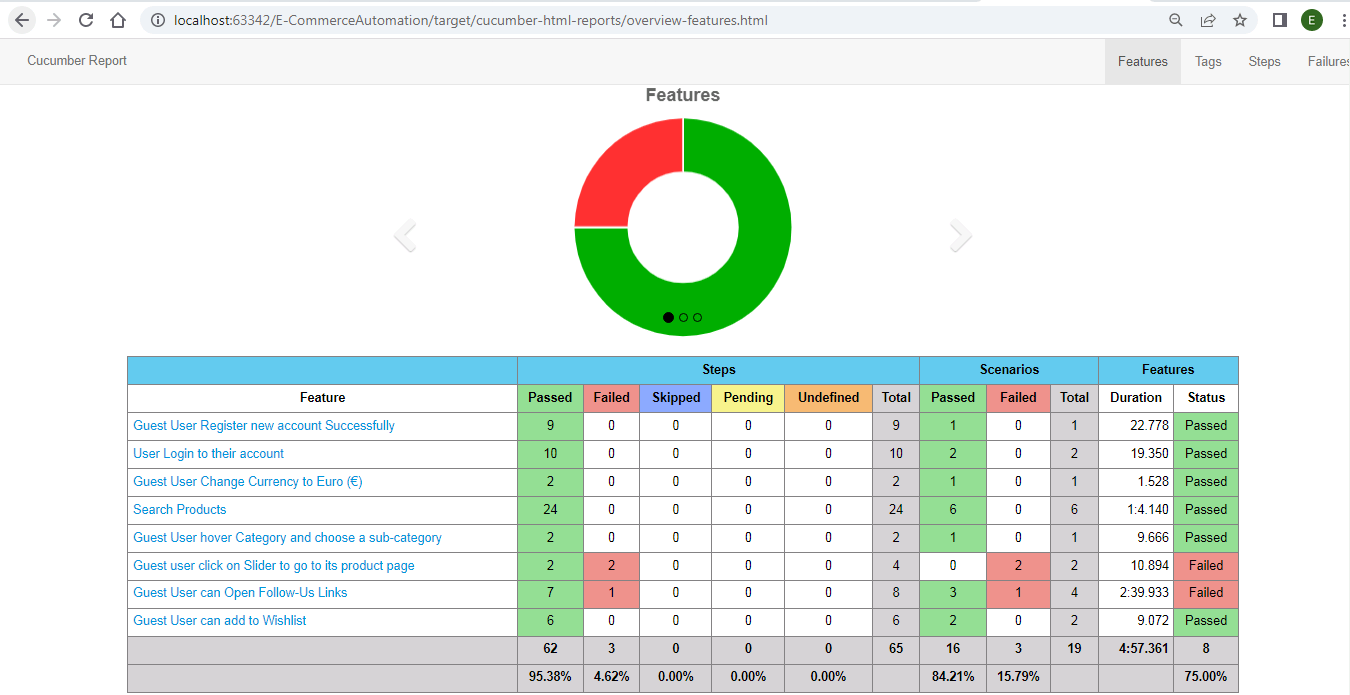 localhost:63342/E-CommerceAutomation/target/cucumber-html-reports/overview-features.html E
Cucumber Report Features Tags Steps Failures
Features
Steps Scenarios Features
Feature Passed Failed Skipped Pending Undefined Total Passed Failed Total Duration Status
Guest User Register new account Successfully 9 0 0 0 0 9 1 0 1 22.778 Passed
User Login to their account 10 0 0 0 0 10 2 0 2 19.350 Passed
Guest User Change Currency to Euro (€) 2 0 0 0 0 2 1 0 1 1.528 Passed
Search Products 24 0 0 0 0 24 6 0 6 1:4.140 Passed
Guest User hover Category and choose a sub-category 2 0 0 0 0 2 1 0 1 9.666 Passed
Guest user click on Slider to go to its product page 2 2 0 0 0 4 0 2 2 10.894 Failed
Guest User can Open Follow-Us Links 7 1 0 0 0 8 3 1 4 2:39.933 Failed
Guest User can add to Wishlist 6 0 0 0 0 6 2 0 2 9.072 Passed
62 3 0 0 0 65 16 3 19 4:57.361 8
95.38% 4.62% 0.00% 0.00% 0.00% 84.21% 15.79% 75.00%